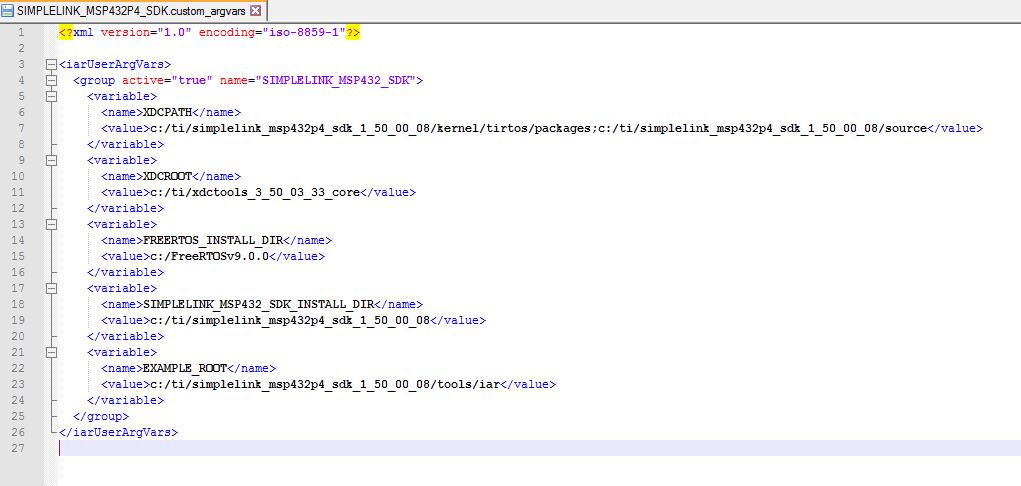 SIMPLELINK_MSP432P4_SDK.custom_argvars
1 <?xml version="1.0" encoding="iso-8859-1"?>
2
3 <iarUserArgVars>
4 <group active="true" name="SIMPLELINK_MSP432_SDK">
5 <variable>
6 <name>XDCPATH</name>
7 <value>c:/ti/simplelink_msp432p4_sdk_1_50_00_08/kernel/tirtos/packages;c:/ti/simplelink_msp432p4_sdk_1_50_00_08/source</value>
8 </variable>
9 <variable>
10 <name>XDCROOT</name>
11 <value>c:/ti/xdctools_3_50_03_33_core</value>
12 </variable>
13 <variable>
14 <name>FREERTOS_INSTALL_DIR</name>
15 <value>c:/FreeRTOSv9.0.0</value>
16 </variable>
17 <variable>
18 <name>SIMPLELINK_MSP432_SDK_INSTALL_DIR</name>
19 <value>c:/ti/simplelink_msp432p4_sdk_1_50_00_08</value>
20 </variable>
21 <variable>
22 <name>EXAMPLE_ROOT</name>
23 <value>c:/ti/simplelink_msp432p4_sdk_1_50_00_08/tools/iar</value>
24 </variable>
25 </group>
26 </iarUserArgVars>
27